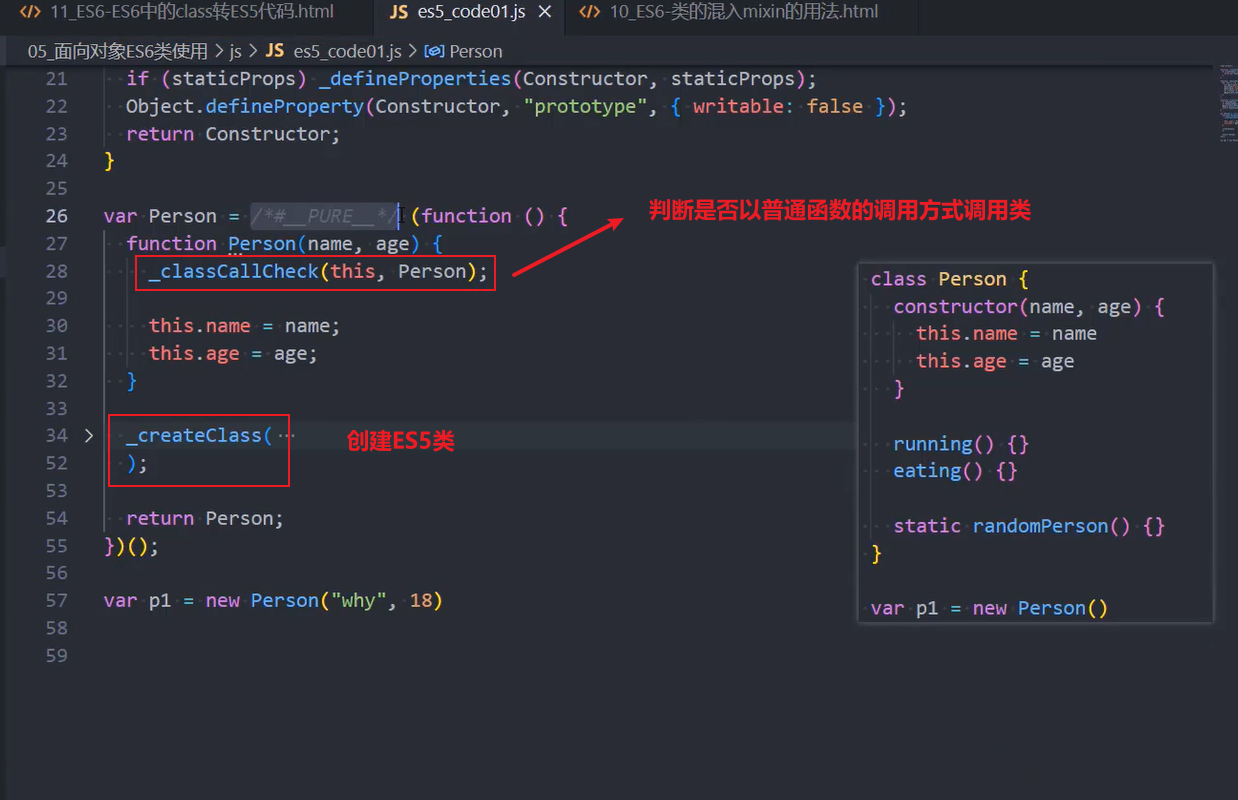 11_ES6-ES6中的class转ES5代码.html
JS es5_code01.js
10_ES6-类的混入mixin的用法.html
05_面向对象ES6类使用 > js > JS es5_code01.js > Person
21 if (staticProps) _defineProperties(Constructor, staticProps);
22 Object.defineProperty(Constructor, "prototype", { writable: false });
23 return Constructor;
24 }
25
26 var Person = /*#__PURE__*/ (function () {
判断是否以普通函数的调用方式调用类
27 function Person(name, age) {
28 _classCallCheck(this, Person);
29
30 this.name = name;
31 this.age = age;
32 }
33
34 _createClass( ⋯
创建ES5类
52 );
53
54 return Person;
55 })();
56
57 var p1 = new Person("why", 18)
58
59
class Person {
constructor(name, age) {
this.name = name
this.age = age
}
running() {}
eating() {}
static randomPerson() {}
}
var p1 = new Person()